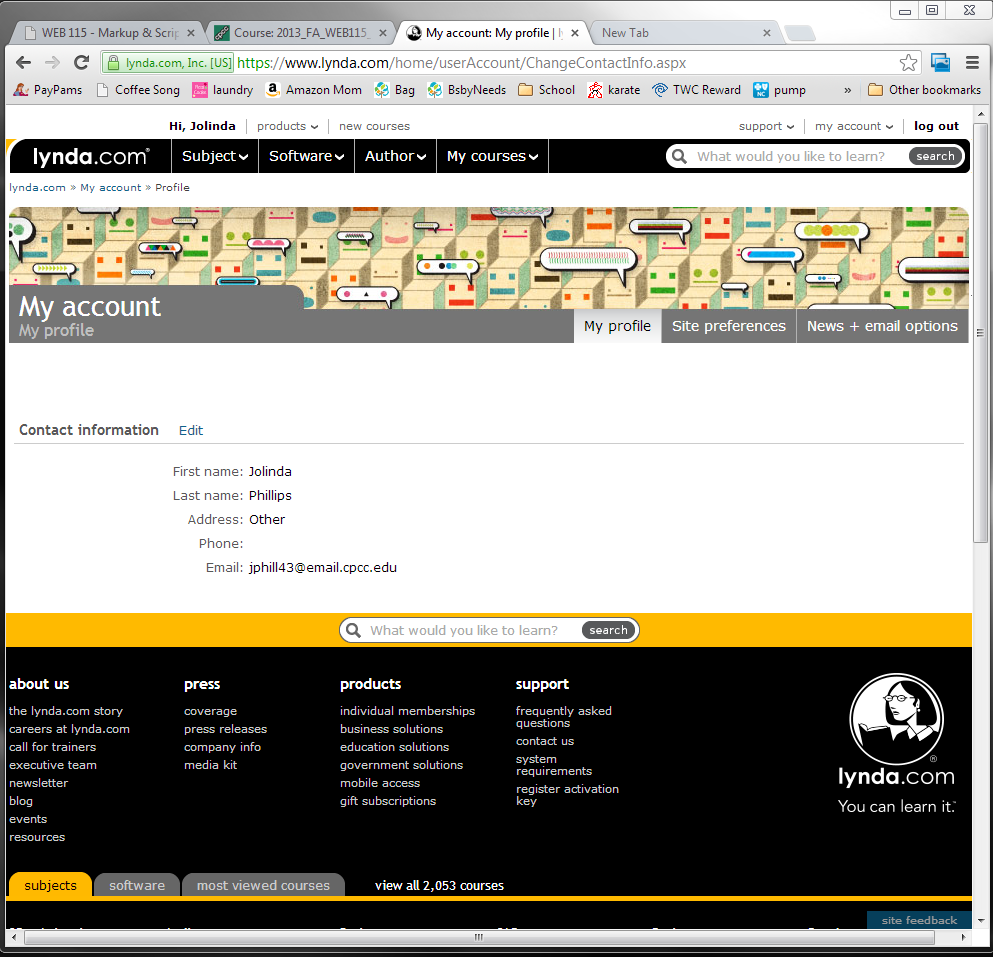 WEB 115 - Markup & Scrip
Course: 2013_FA_WEB115_
My account: My profile | l
New Tab
lynda.com, Inc. [US] https://www.lynda.com/home/userAccount/ChangeContactInfo.aspx
PayPams Coffee Song laundry Amazon Mom Bag BsbyNeeds School karate TWC Reward pump » Other bookmarks
Hi, Jolinda products new courses support my account log out
lynda.com® Subject Software Author My courses What would you like to learn? search
lynda.com » My account » Profile
My account
My profile
My profile Site preferences News + email options
Contact information Edit
First name: Jolinda
Last name: Phillips
Address: Other
Phone:
Email: jphill43@email.cpcc.edu
What would you like to learn? search
about us
the lynda.com story
careers at lynda.com
call for trainers
executive team
newsletter
blog
events
resources
press
coverage
press releases
company info
media kit
products
individual memberships
business solutions
education solutions
government solutions
mobile access
gift subscriptions
support
frequently asked
questions
contact us
system
requirements
register activation
key
®
lynda.com
You can learn it.™
subjects software most viewed courses view all 2,053 courses
site feedback